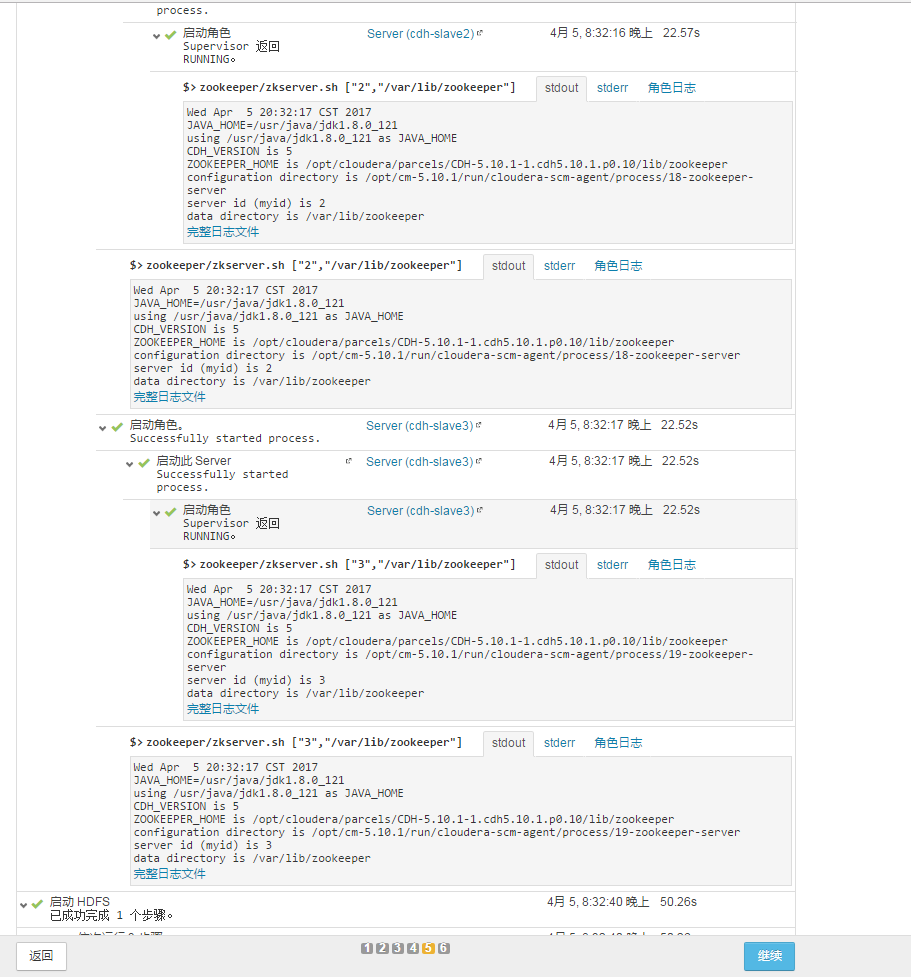 process.
启动角色 Server (cdh-slave2) 4月 5, 8:32:16 晚上 22.57s
Supervisor 返回
RUNNING。
$> zookeeper/zkserver.sh ["2","/var/lib/zookeeper"] stdout stderr 角色日志
Wed Apr  5 20:32:17 CST 2017
JAVA_HOME=/usr/java/jdk1.8.0_121
using /usr/java/jdk1.8.0_121 as JAVA_HOME
CDH_VERSION is 5
ZOOKEEPER_HOME is /opt/cloudera/parcels/CDH-5.10.1-1.cdh5.10.1.p0.10/lib/zookeeper
configuration directory is /opt/cm-5.10.1/run/cloudera-scm-agent/process/18-zookeeper-
server
server id (myid) is 2
data directory is /var/lib/zookeeper
完整日志文件
$> zookeeper/zkserver.sh ["2","/var/lib/zookeeper"] stdout stderr 角色日志
Wed Apr  5 20:32:17 CST 2017
JAVA_HOME=/usr/java/jdk1.8.0_121
using /usr/java/jdk1.8.0_121 as JAVA_HOME
CDH_VERSION is 5
ZOOKEEPER_HOME is /opt/cloudera/parcels/CDH-5.10.1-1.cdh5.10.1.p0.10/lib/zookeeper
configuration directory is /opt/cm-5.10.1/run/cloudera-scm-agent/process/18-zookeeper-server
server id (myid) is 2
data directory is /var/lib/zookeeper
完整日志文件
启动角色。 Server (cdh-slave3) 4月 5, 8:32:17 晚上 22.52s
Successfully started process.
启动此 Server Server (cdh-slave3) 4月 5, 8:32:17 晚上 22.52s
Successfully started
process.
启动角色 Server (cdh-slave3) 4月 5, 8:32:17 晚上 22.52s
Supervisor 返回
RUNNING。
$> zookeeper/zkserver.sh ["3","/var/lib/zookeeper"] stdout stderr 角色日志
Wed Apr  5 20:32:17 CST 2017
JAVA_HOME=/usr/java/jdk1.8.0_121
using /usr/java/jdk1.8.0_121 as JAVA_HOME
CDH_VERSION is 5
ZOOKEEPER_HOME is /opt/cloudera/parcels/CDH-5.10.1-1.cdh5.10.1.p0.10/lib/zookeeper
configuration directory is /opt/cm-5.10.1/run/cloudera-scm-agent/process/19-zookeeper-
server
server id (myid) is 3
data directory is /var/lib/zookeeper
完整日志文件
$> zookeeper/zkserver.sh ["3","/var/lib/zookeeper"] stdout stderr 角色日志
Wed Apr  5 20:32:17 CST 2017
JAVA_HOME=/usr/java/jdk1.8.0_121
using /usr/java/jdk1.8.0_121 as JAVA_HOME
CDH_VERSION is 5
ZOOKEEPER_HOME is /opt/cloudera/parcels/CDH-5.10.1-1.cdh5.10.1.p0.10/lib/zookeeper
configuration directory is /opt/cm-5.10.1/run/cloudera-scm-agent/process/19-zookeeper-server
server id (myid) is 3
data directory is /var/lib/zookeeper
完整日志文件
启动 HDFS 4月 5, 8:32:40 晚上 50.26s
已成功完成 1 个步骤。
返回 1 2 3 4 5 6 继续